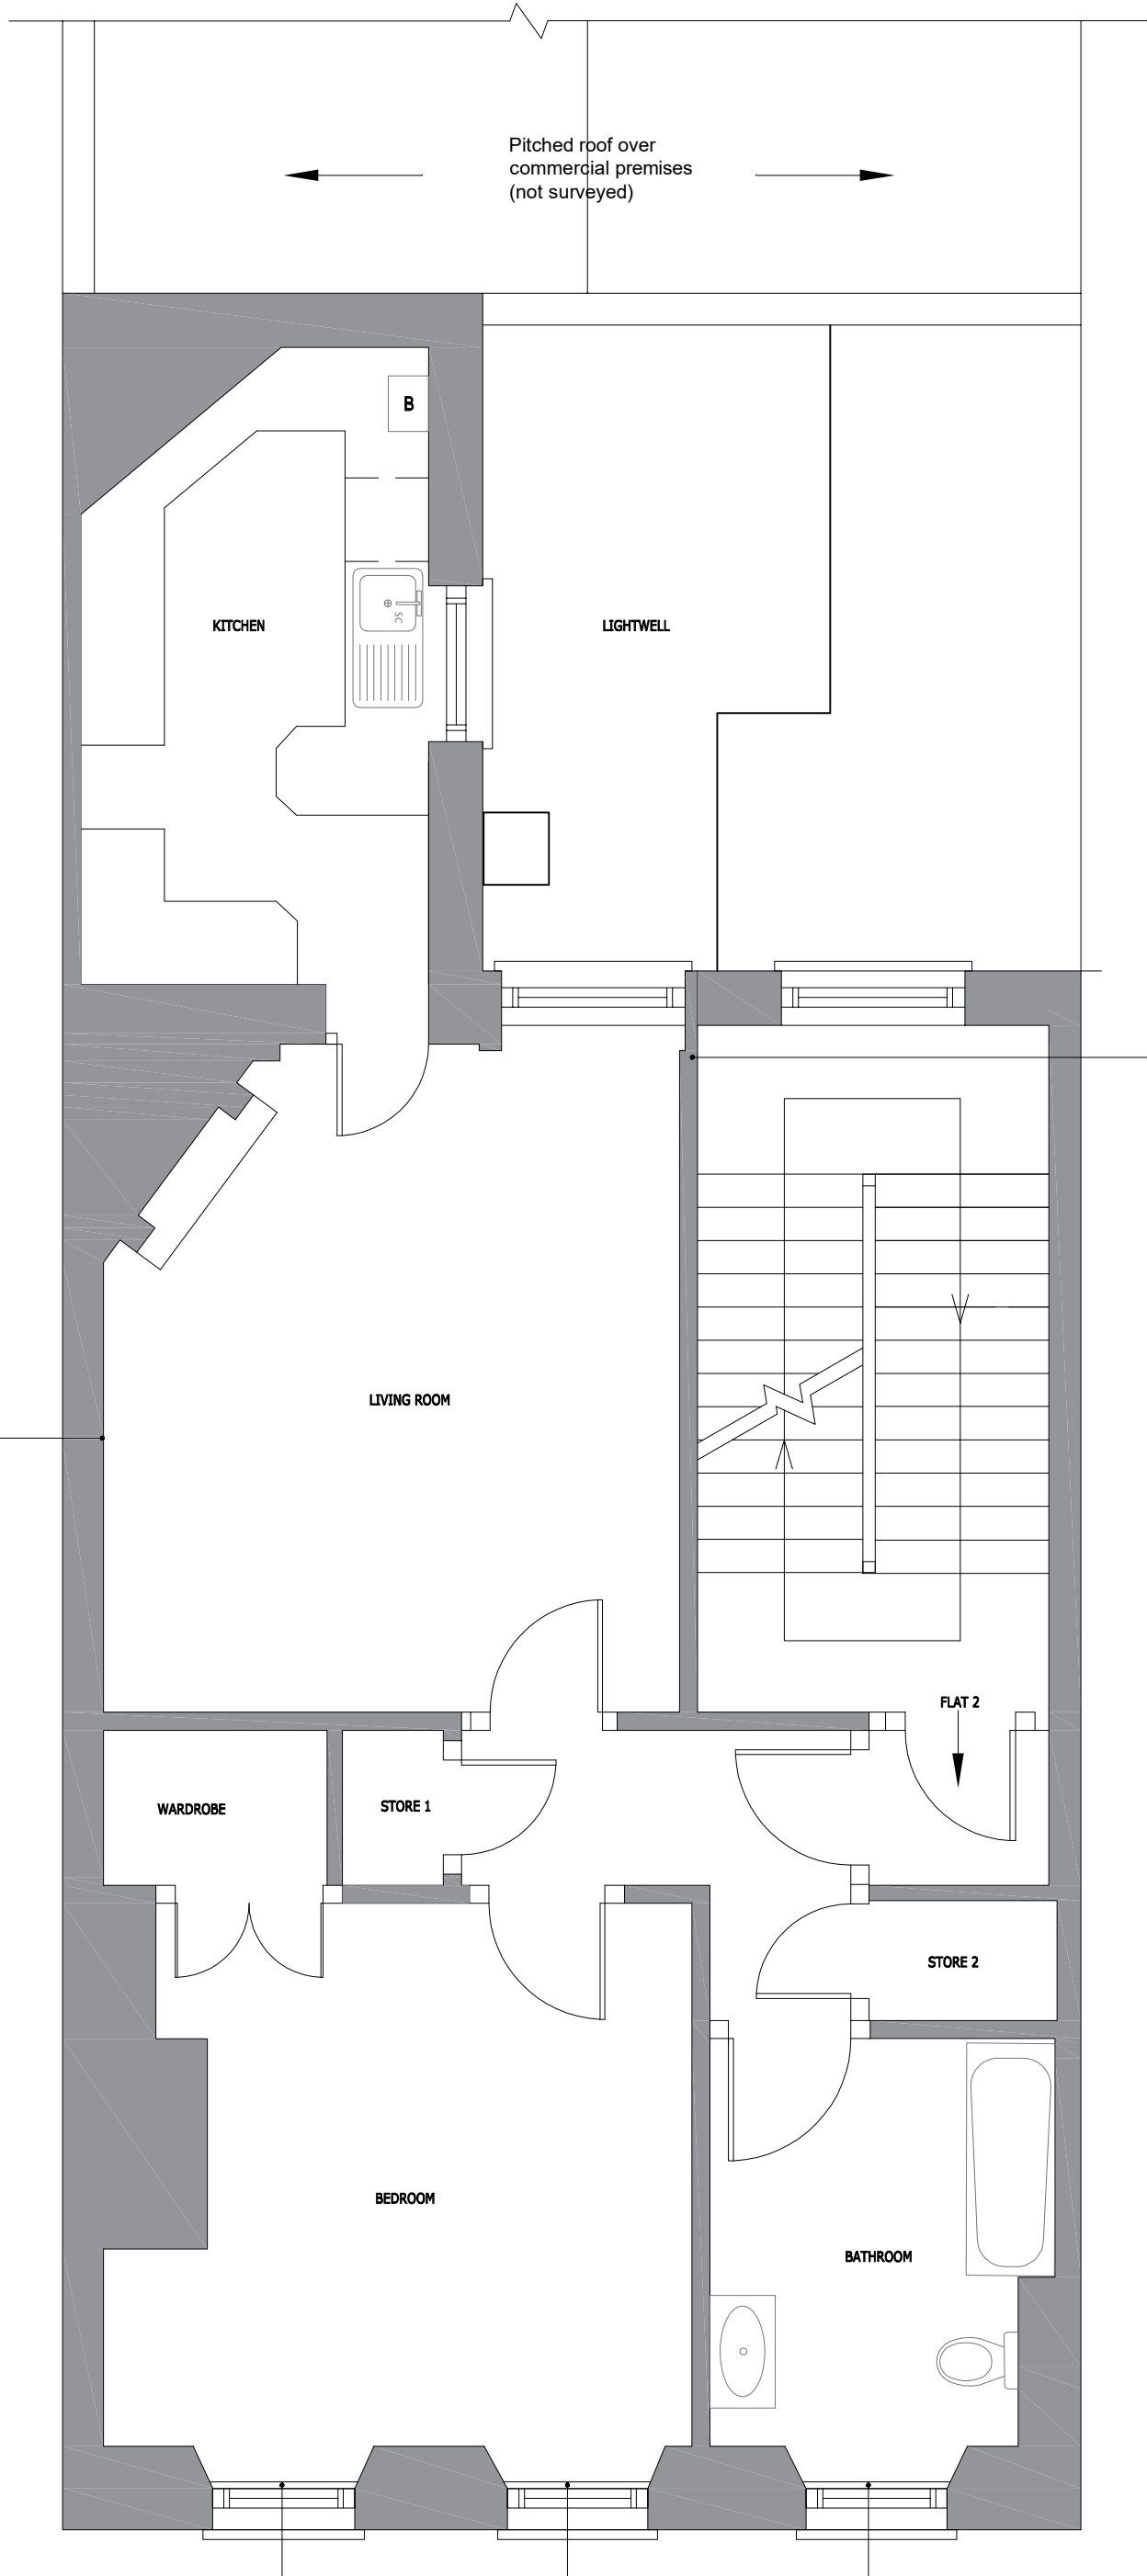 Pitched roof over
commercial premises
(not surveyed)
B
SC
KITCHEN
LIGHTWELL
LIVING ROOM
FLAT 2
WARDROBE
STORE 1
STORE 2
BEDROOM
BATHROOM